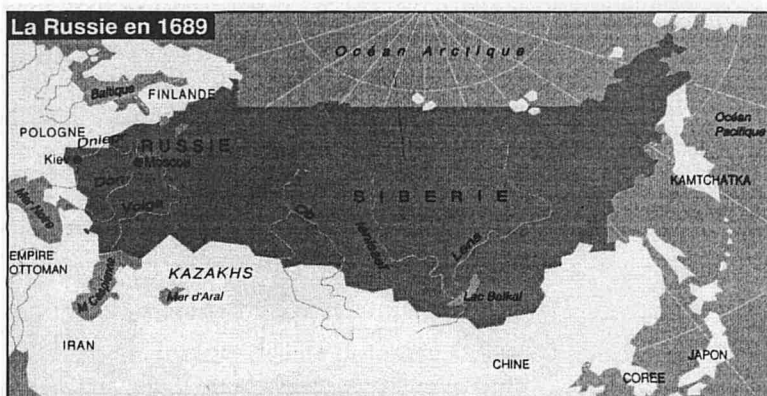 La Russie en 1689
Océan Arctique
Baltique
FINLANDE
POLOGNE
Dniepr
RUSSIE
Kiev
Moscou
Océan
Pacifique
KAMTCHATKA
Don
Volga
SIBERIE
Ob
Iénisséï
Lena
Mer Noire
EMPIRE
OTTOMAN
KAZAKHS
M Caspienne
Mer d'Aral
Lac Baïkal
IRAN
CHINE
COREE
JAPON